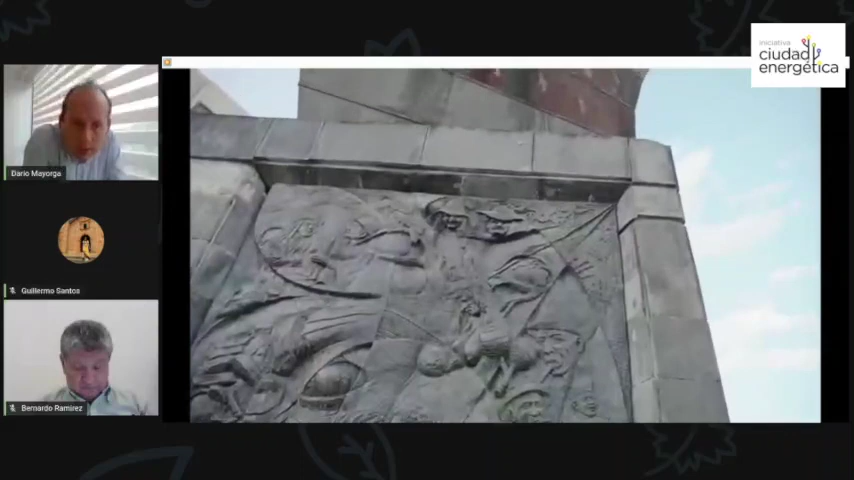 iniciativa
ciudad
energética
Dario Mayorga
Guillermo Santos
Bernardo Ramirez